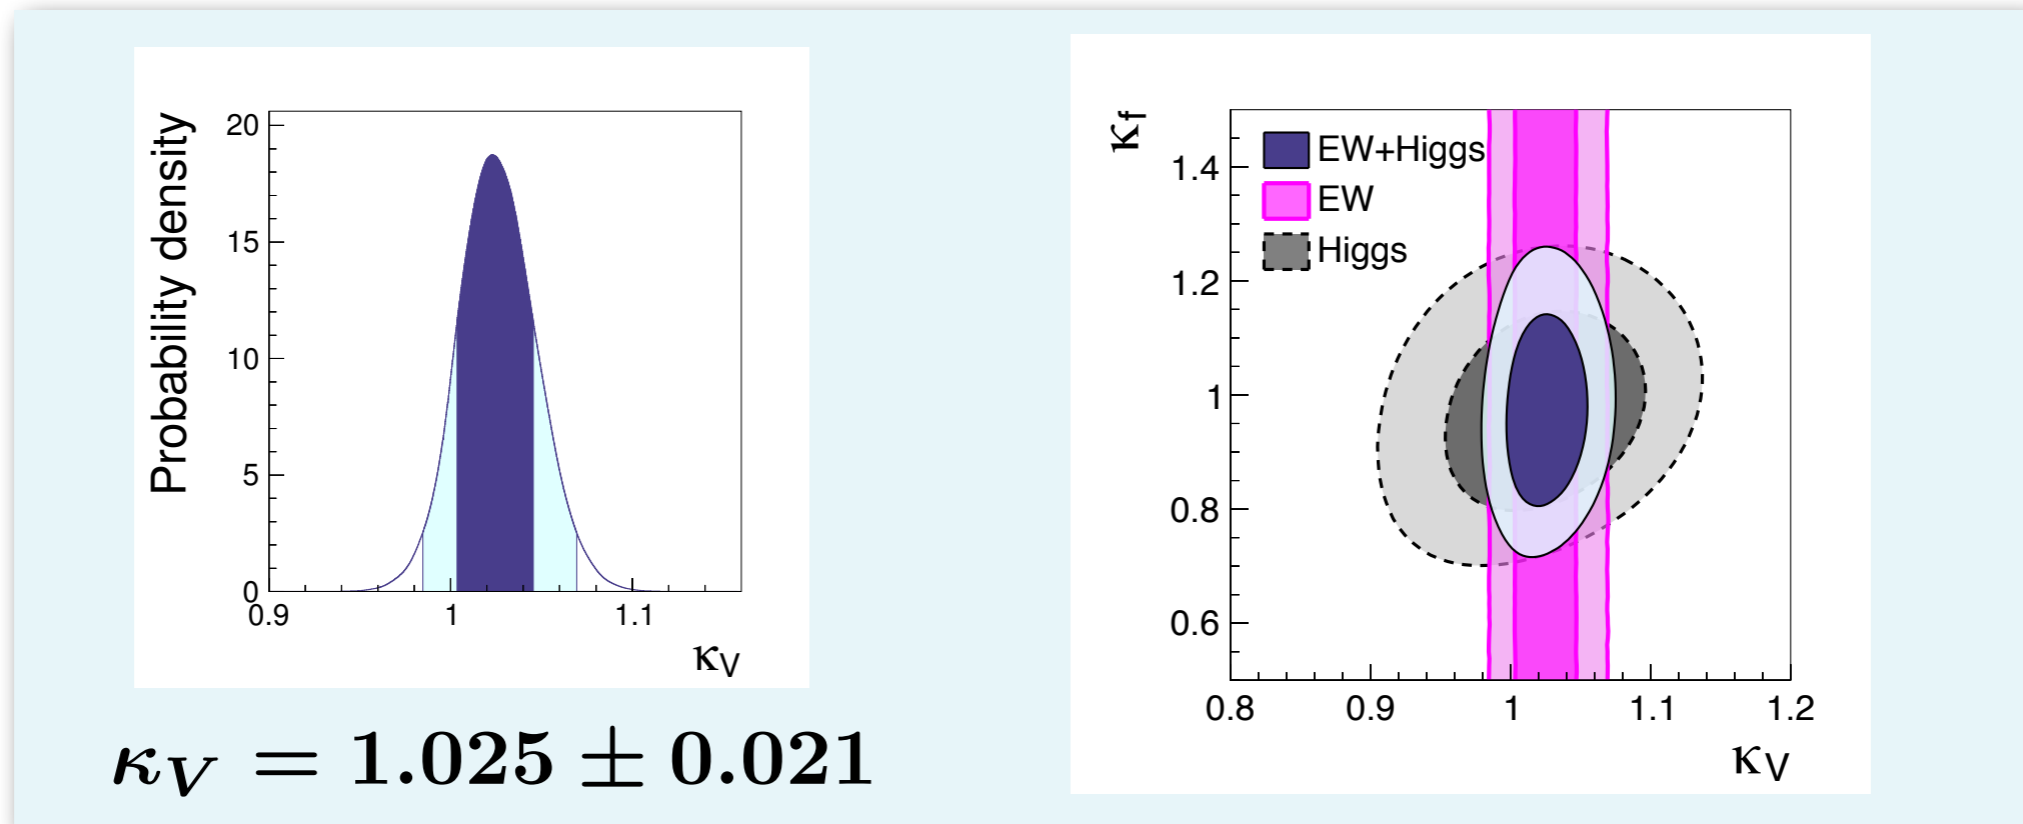 Probability density
20
15
10
5
0
0.9 1 1.1
κV
κV = 1.025 ± 0.021
κf
EW+Higgs
EW
Higgs
1.4
1.2
1
0.8
0.6
0.8 0.9 1 1.1 1.2
κV